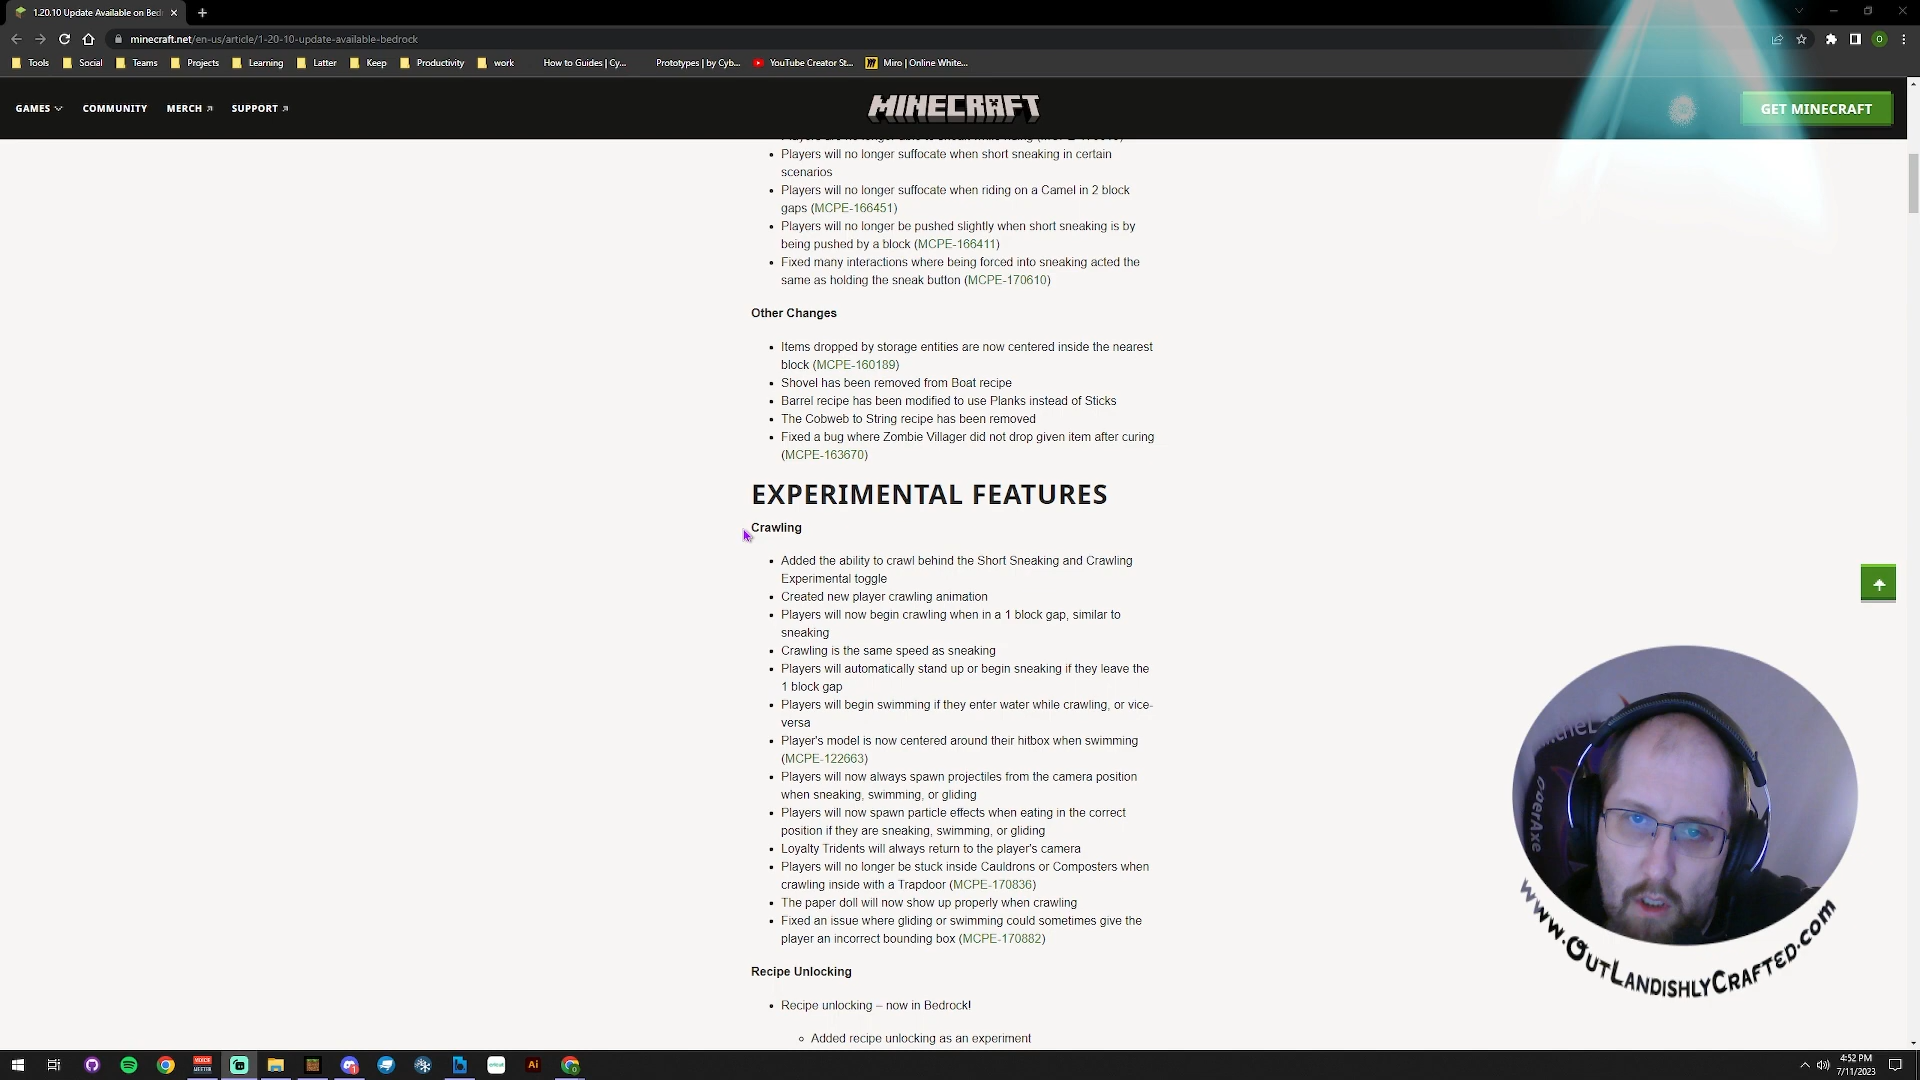 1.20.10 Update Available on Bed
minecraft.net/en-us/article/1-20-10-update-available-bedrock
Tools Social Teams Projects Learning Latter Keep Productivity work How to Guides | Cy... Prototypes | by Cyb... YouTube Creator St... Miro | Online White...
GAMES COMMUNITY MERCH SUPPORT MINECRAFT GET MINECRAFT
Players will no longer suffocate when short sneaking in certain
scenarios
Players will no longer suffocate when riding on a Camel in 2 block
gaps (MCPE-166451)
Players will no longer be pushed slightly when short sneaking is by
being pushed by a block (MCPE-166411)
Fixed many interactions where being forced into sneaking acted the
same as holding the sneak button (MCPE-170610)
Other Changes
Items dropped by storage entities are now centered inside the nearest
block (MCPE-160189)
Shovel has been removed from Boat recipe
Barrel recipe has been modified to use Planks instead of Sticks
The Cobweb to String recipe has been removed
Fixed a bug where Zombie Villager did not drop given item after curing
(MCPE-163670)
EXPERIMENTAL FEATURES
Crawling
Added the ability to crawl behind the Short Sneaking and Crawling
Experimental toggle
Created new player crawling animation
Players will now begin crawling when in a 1 block gap, similar to
sneaking
Crawling is the same speed as sneaking
Players will automatically stand up or begin sneaking if they leave the
1 block gap
Players will begin swimming if they enter water while crawling, or vice-
versa
Player's model is now centered around their hitbox when swimming
(MCPE-122663)
Players will now always spawn projectiles from the camera position
when sneaking, swimming, or gliding
Players will now spawn particle effects when eating in the correct
position if they are sneaking, swimming, or gliding
Loyalty Tridents will always return to the player's camera
Players will no longer be stuck inside Cauldrons or Composters when
crawling inside with a Trapdoor (MCPE-170836)
The paper doll will now show up properly when crawling
Fixed an issue where gliding or swimming could sometimes give the
player an incorrect bounding box (MCPE-170882)
Recipe Unlocking
Recipe unlocking – now in Bedrock!
Added recipe unlocking as an experiment
www.OutLandishlyCrafted.com
Ai
4:52 PM
7/11/2023